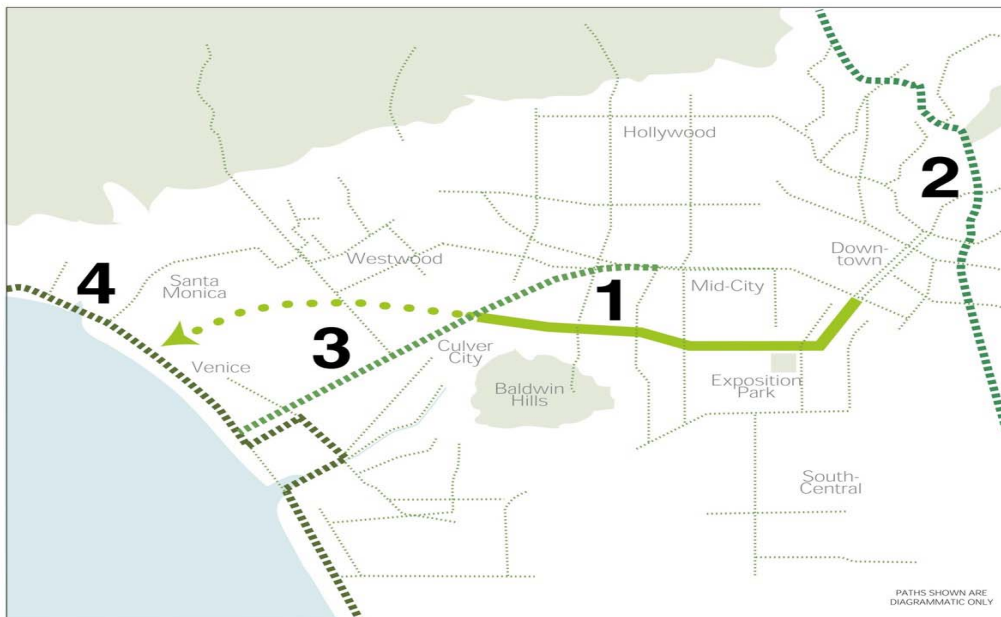 Hollywood
2
Down-
town
Westwood
4
Santa
Monica
1
Mid-City
3
Culver
City
Venice
Baldwin
Hills
Exposition
Park
South-
Central
PATHS SHOWN ARE
DIAGRAMMATIC ONLY